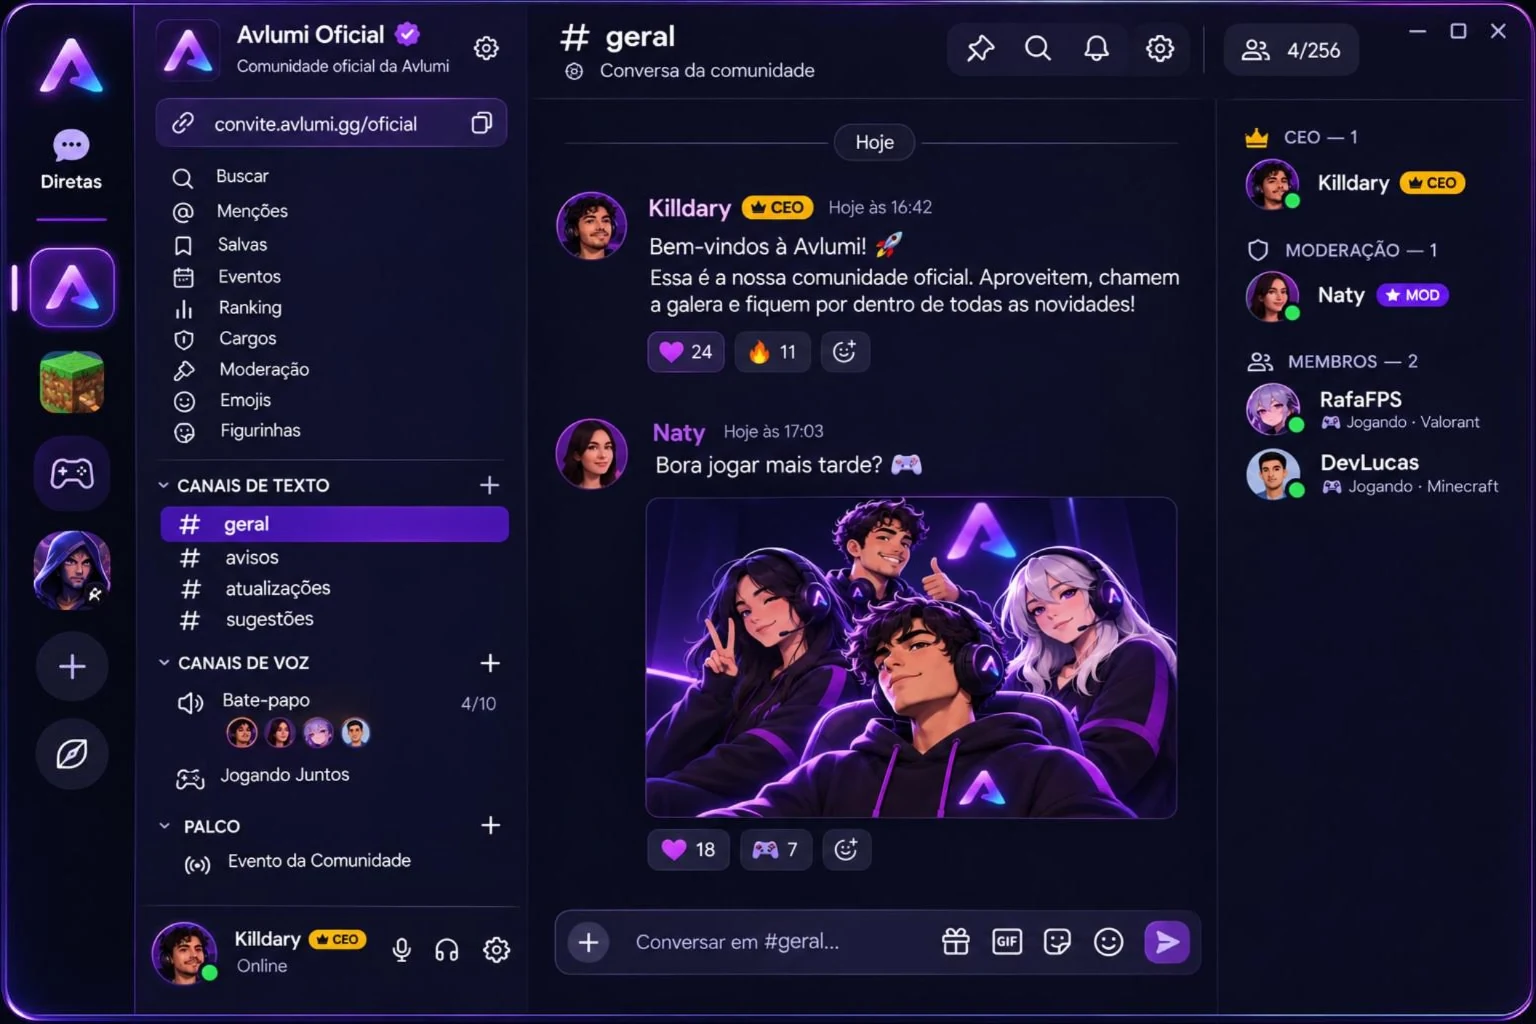 Diretas
Avlumi Oficial
Comunidade oficial da Avlumi
convite.avlumi.gg/oficial
Buscar
Menções
Salvas
Eventos
Ranking
Cargos
Moderação
Emojis
Figurinhas
CANAIS DE TEXTO
# geral
# avisos
# atualizações
# sugestões
CANAIS DE VOZ
Bate-papo 4/10
Jogando Juntos
PALCO
Evento da Comunidade
Killdary CEO
Online
# geral
Conversa da comunidade
4/256
Hoje
Killdary CEO Hoje às 16:42
Bem-vindos à Avlumi! 🚀
Essa é a nossa comunidade oficial. Aproveitem, chamem
a galera e fiquem por dentro de todas as novidades!
💜 24 🔥 11
Naty Hoje às 17:03
Bora jogar mais tarde? 🎮
💜 18 🎮 7
Conversar em #geral...
GIF
CEO — 1
Killdary CEO
MODERAÇÃO — 1
Naty MOD
MEMBROS — 2
RafaFPS
Jogando · Valorant
DevLucas
Jogando · Minecraft